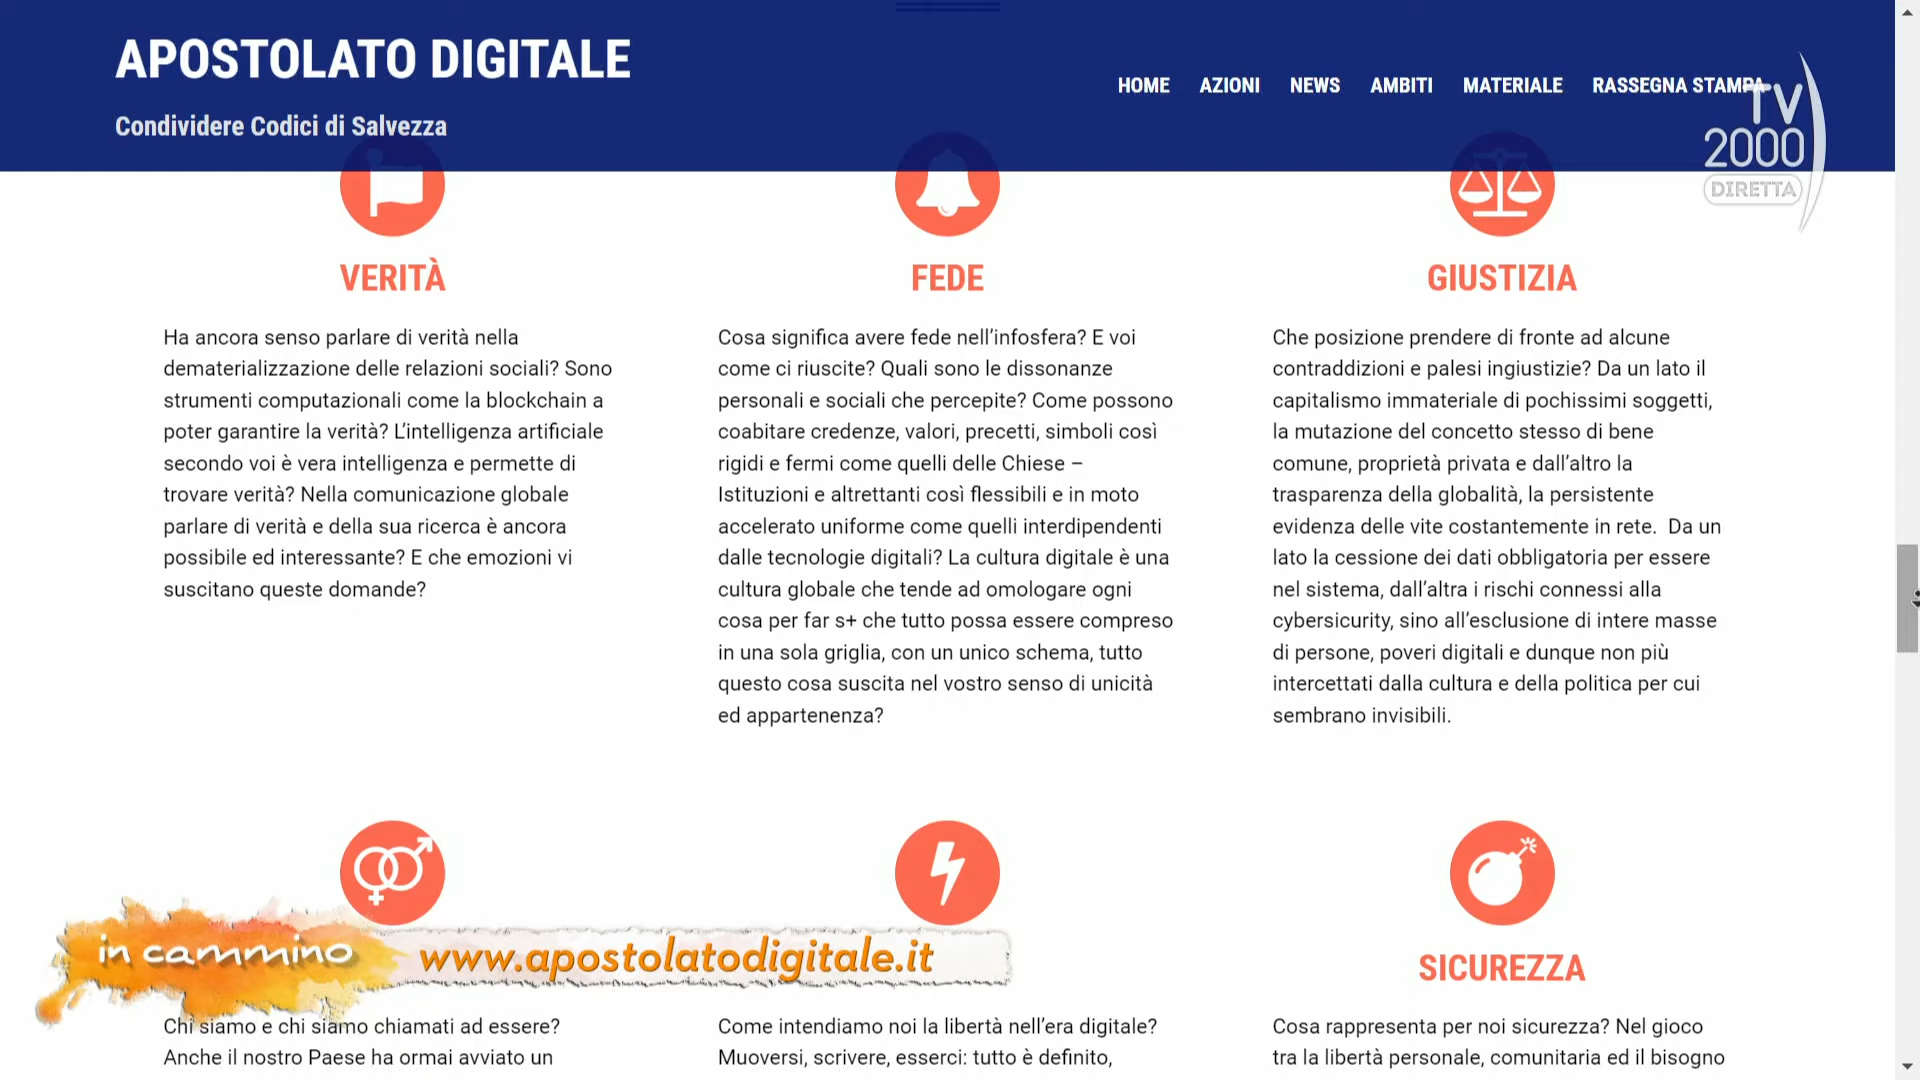 APOSTOLATO DIGITALE
Condividere Codici di Salvezza
HOME AZIONI NEWS AMBITI MATERIALE RASSEGNA STAMPA
TV
2000
DIRETTA
VERITÀ
Ha ancora senso parlare di verità nella
dematerializzazione delle relazioni sociali? Sono
strumenti computazionali come la blockchain a
poter garantire la verità? L’intelligenza artificiale
secondo voi è vera intelligenza e permette di
trovare verità? Nella comunicazione globale
parlare di verità e della sua ricerca è ancora
possibile ed interessante? E che emozioni vi
suscitano queste domande?
FEDE
Cosa significa avere fede nell’infosfera? E voi
come ci riuscite? Quali sono le dissonanze
personali e sociali che percepite? Come possono
coabitare credenze, valori, precetti, simboli così
rigidi e fermi come quelli delle Chiese –
Istituzioni e altrettanti così flessibili e in moto
accelerato uniforme come quelli interdipendenti
dalle tecnologie digitali? La cultura digitale è una
cultura globale che tende ad omologare ogni
cosa per far s+ che tutto possa essere compreso
in una sola griglia, con un unico schema, tutto
questo cosa suscita nel vostro senso di unicità
ed appartenenza?
GIUSTIZIA
Che posizione prendere di fronte ad alcune
contraddizioni e palesi ingiustizie? Da un lato il
capitalismo immateriale di pochissimi soggetti,
la mutazione del concetto stesso di bene
comune, proprietà privata e dall’altro la
trasparenza della globalità, la persistente
evidenza delle vite costantemente in rete. Da un
lato la cessione dei dati obbligatoria per essere
nel sistema, dall’altra i rischi connessi alla
cybersicurity, sino all’esclusione di intere masse
di persone, poveri digitali e dunque non più
intercettati dalla cultura e della politica per cui
sembrano invisibili.
in cammino
www.apostolatodigitale.it
Chi siamo e chi siamo chiamati ad essere?
Anche il nostro Paese ha ormai avviato un
Come intendiamo noi la libertà nell’era digitale?
Muoversi, scrivere, esserci: tutto è definito,
SICUREZZA
Cosa rappresenta per noi sicurezza? Nel gioco
tra la libertà personale, comunitaria ed il bisogno